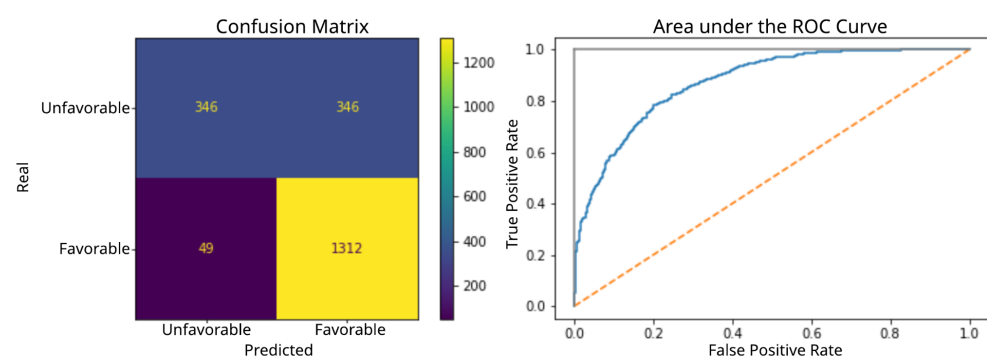 Confusion Matrix
Unfavorable
346
346
Real
Favorable
49
1312
Unfavorable
Favorable
Predicted
1200
1000
800
600
400
200
Area under the ROC Curve
True Positive Rate
1.0
0.8
0.6
0.4
0.2
0.0
0.0
0.2
0.4
0.6
0.8
1.0
False Positive Rate